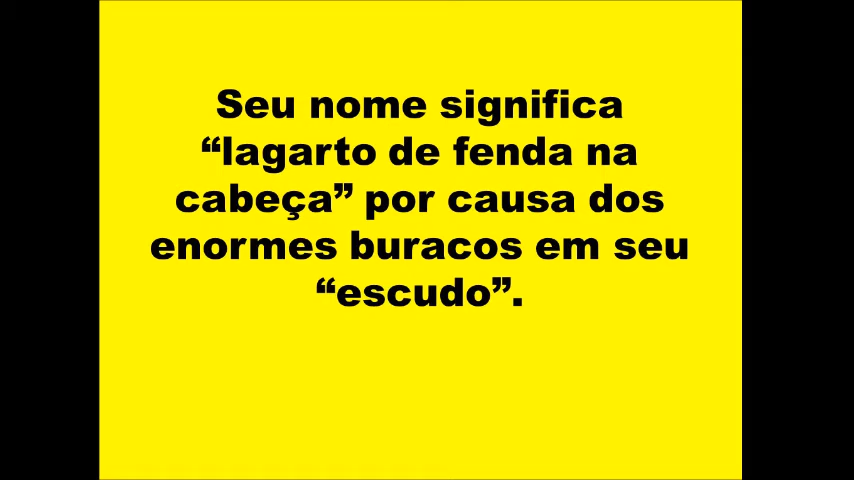 Seu nome significa
“lagarto de fenda na
cabeça” por causa dos
enormes buracos em seu
“escudo”.